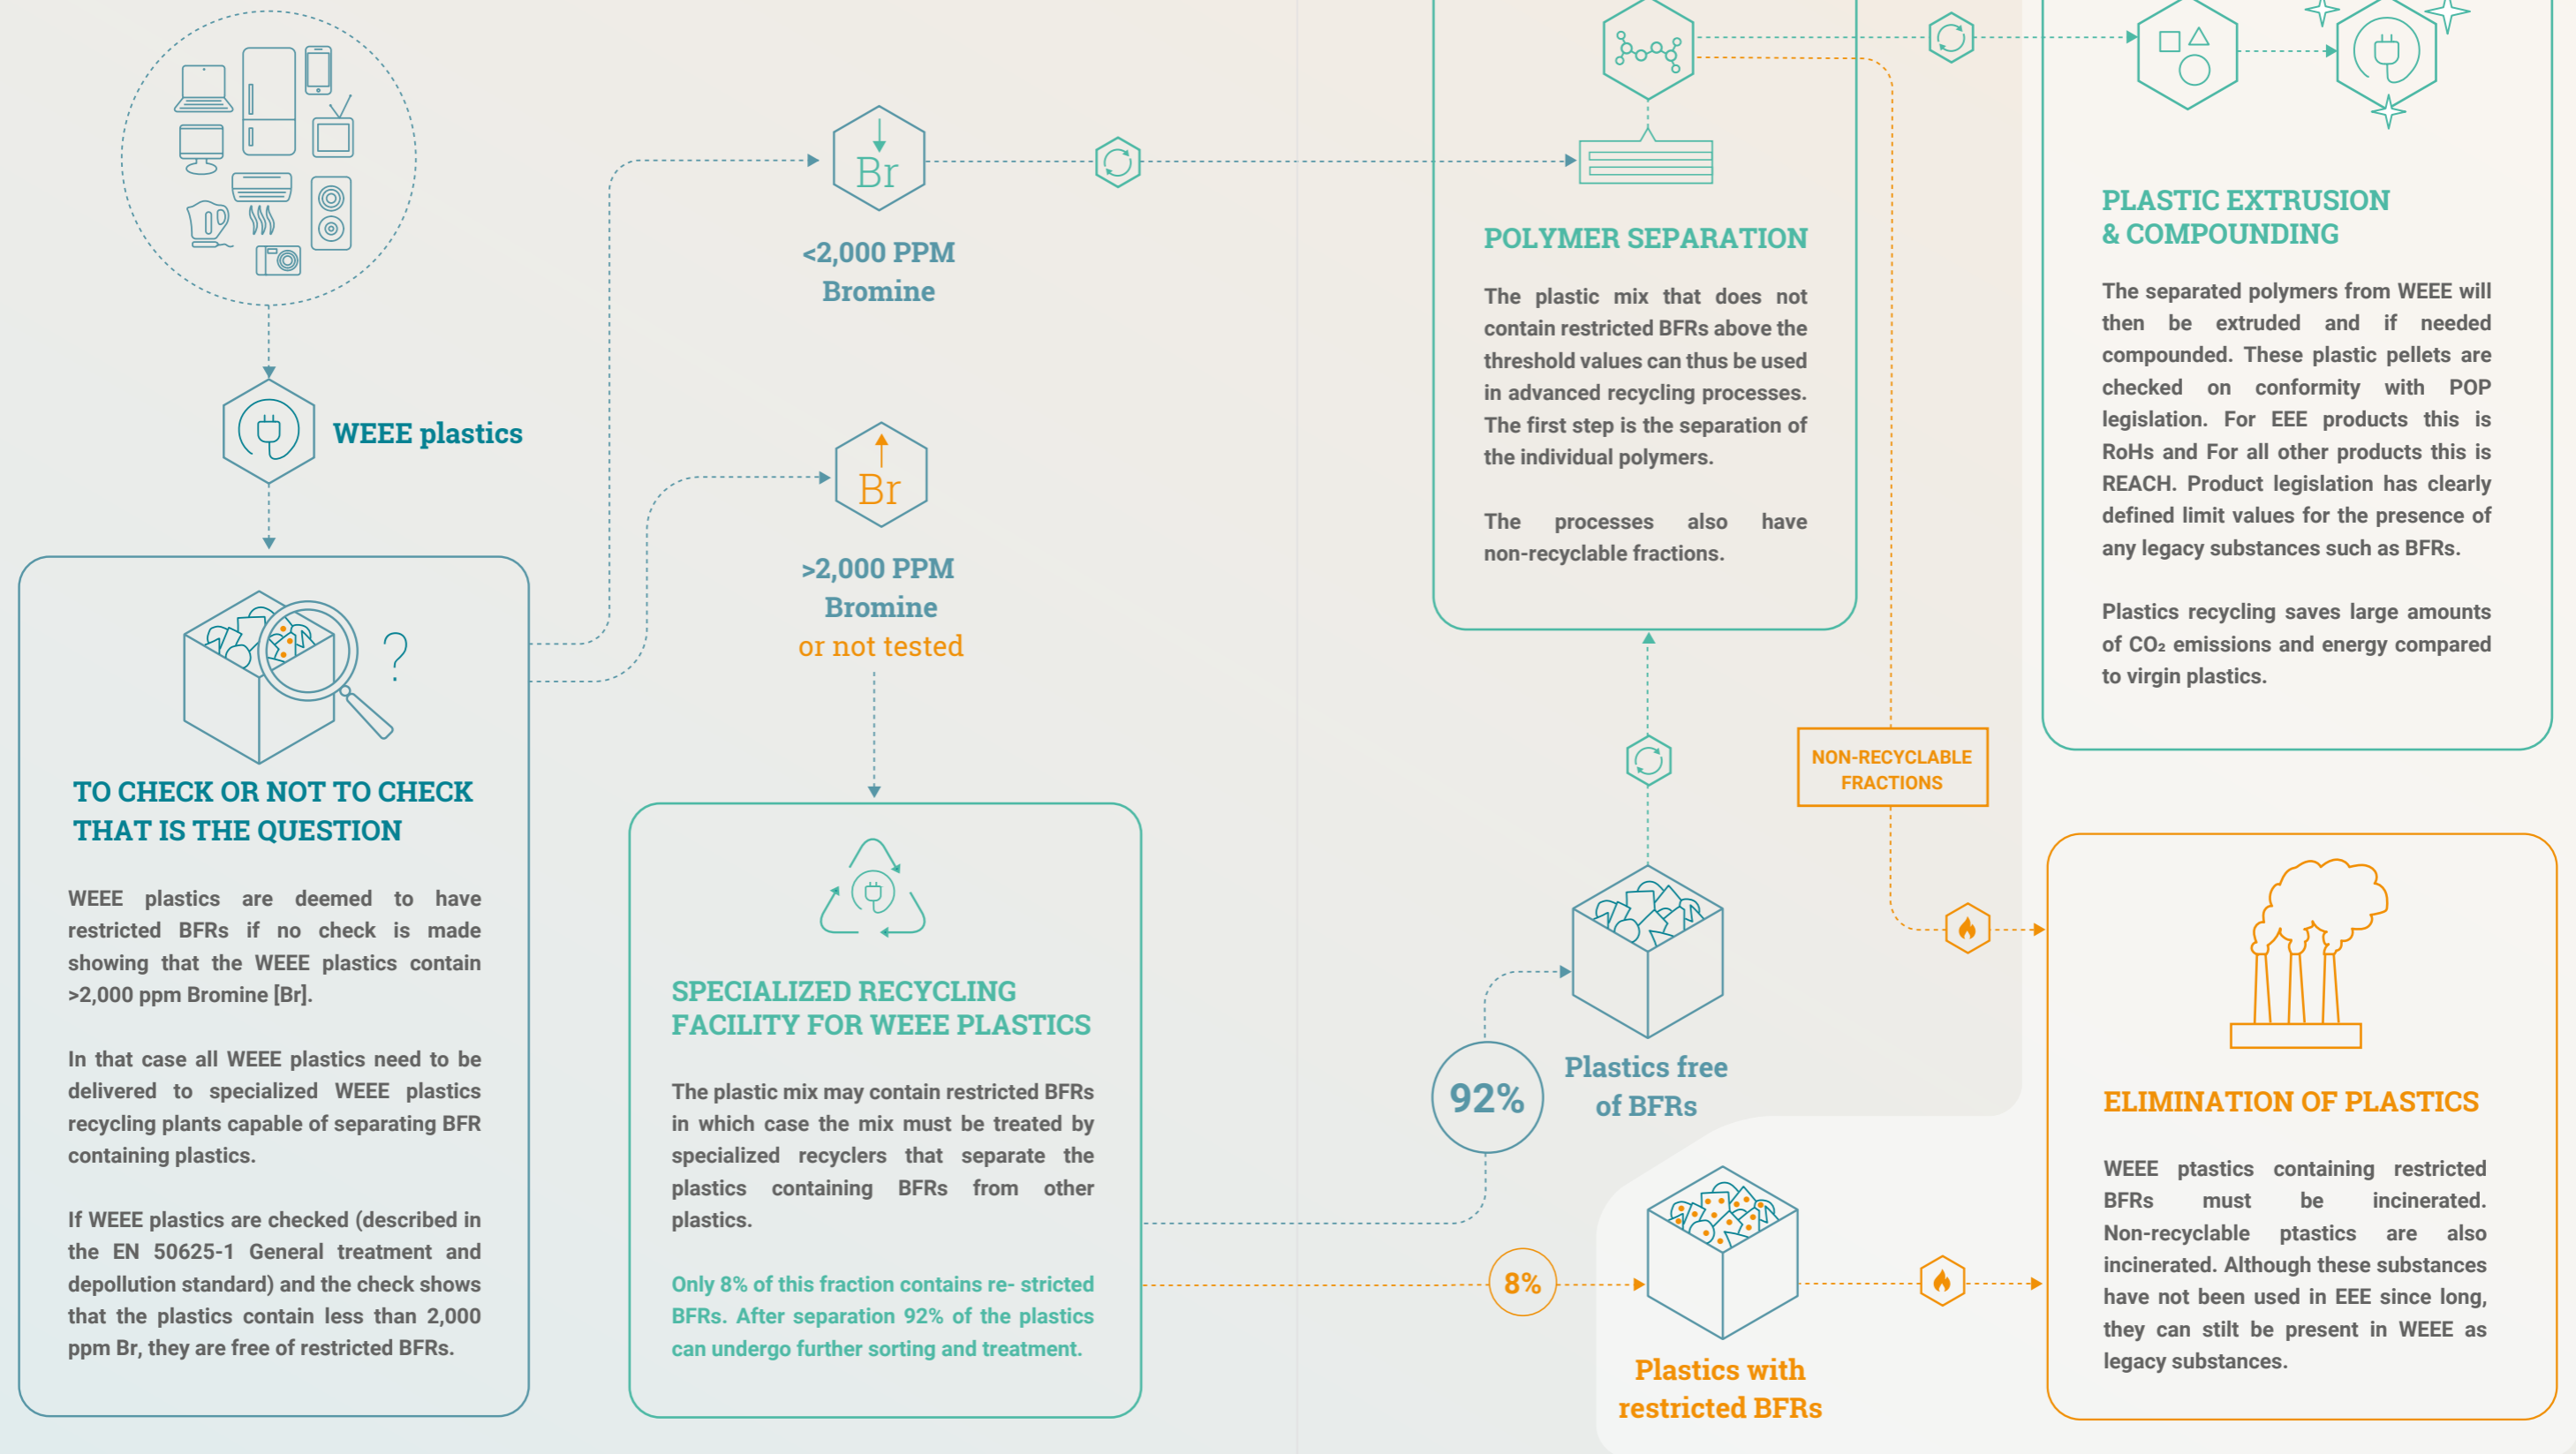 WEEE plastics
TO CHECK OR NOT TO CHECK
THAT IS THE QUESTION
WEEE plastics are deemed to have
restricted BFRs if no check is made
showing that the WEEE plastics contain
>2,000 ppm Bromine [Br].
In that case all WEEE plastics need to be
delivered to specialized WEEE plastics
recycling plants capable of separating BFR
containing plastics.
If WEEE plastics are checked (described in
the EN 50625-1 General treatment and
depollution standard) and the check shows
that the plastics contain less than 2,000
ppm Br, they are free of restricted BFRs.
?
Br
<2,000 PPM
Bromine
Br
>2,000 PPM
Bromine
or not tested
SPECIALIZED RECYCLING
FACILITY FOR WEEE PLASTICS
The plastic mix may contain restricted BFRs
in which case the mix must be treated by
specialized recyclers that separate the
plastics containing BFRs from other
plastics.
Only 8% of this fraction contains re- stricted
BFRs. After separation 92% of the plastics
can undergo further sorting and treatment.
92%
Plastics free
of BFRs
8%
Plastics with
restricted BFRs
POLYMER SEPARATION
The plastic mix that does not
contain restricted BFRs above the
threshold values can thus be used
in advanced recycling processes.
The first step is the separation of
the individual polymers.
The processes also have
non-recyclable fractions.
NON-RECYCLABLE
FRACTIONS
PLASTIC EXTRUSION
& COMPOUNDING
The separated polymers from WEEE will
then be extruded and if needed
compounded. These plastic pellets are
checked on conformity with POP
legislation. For EEE products this is
RoHs and For all other products this is
REACH. Product legislation has clearly
defined limit values for the presence of
any legacy substances such as BFRs.
Plastics recycling saves large amounts
of CO₂ emissions and energy compared
to virgin plastics.
ELIMINATION OF PLASTICS
WEEE ptastics containing restricted
BFRs must be incinerated.
Non-recyclable ptastics are also
incinerated. Although these substances
have not been used in EEE since long,
they can stilt be present in WEEE as
legacy substances.